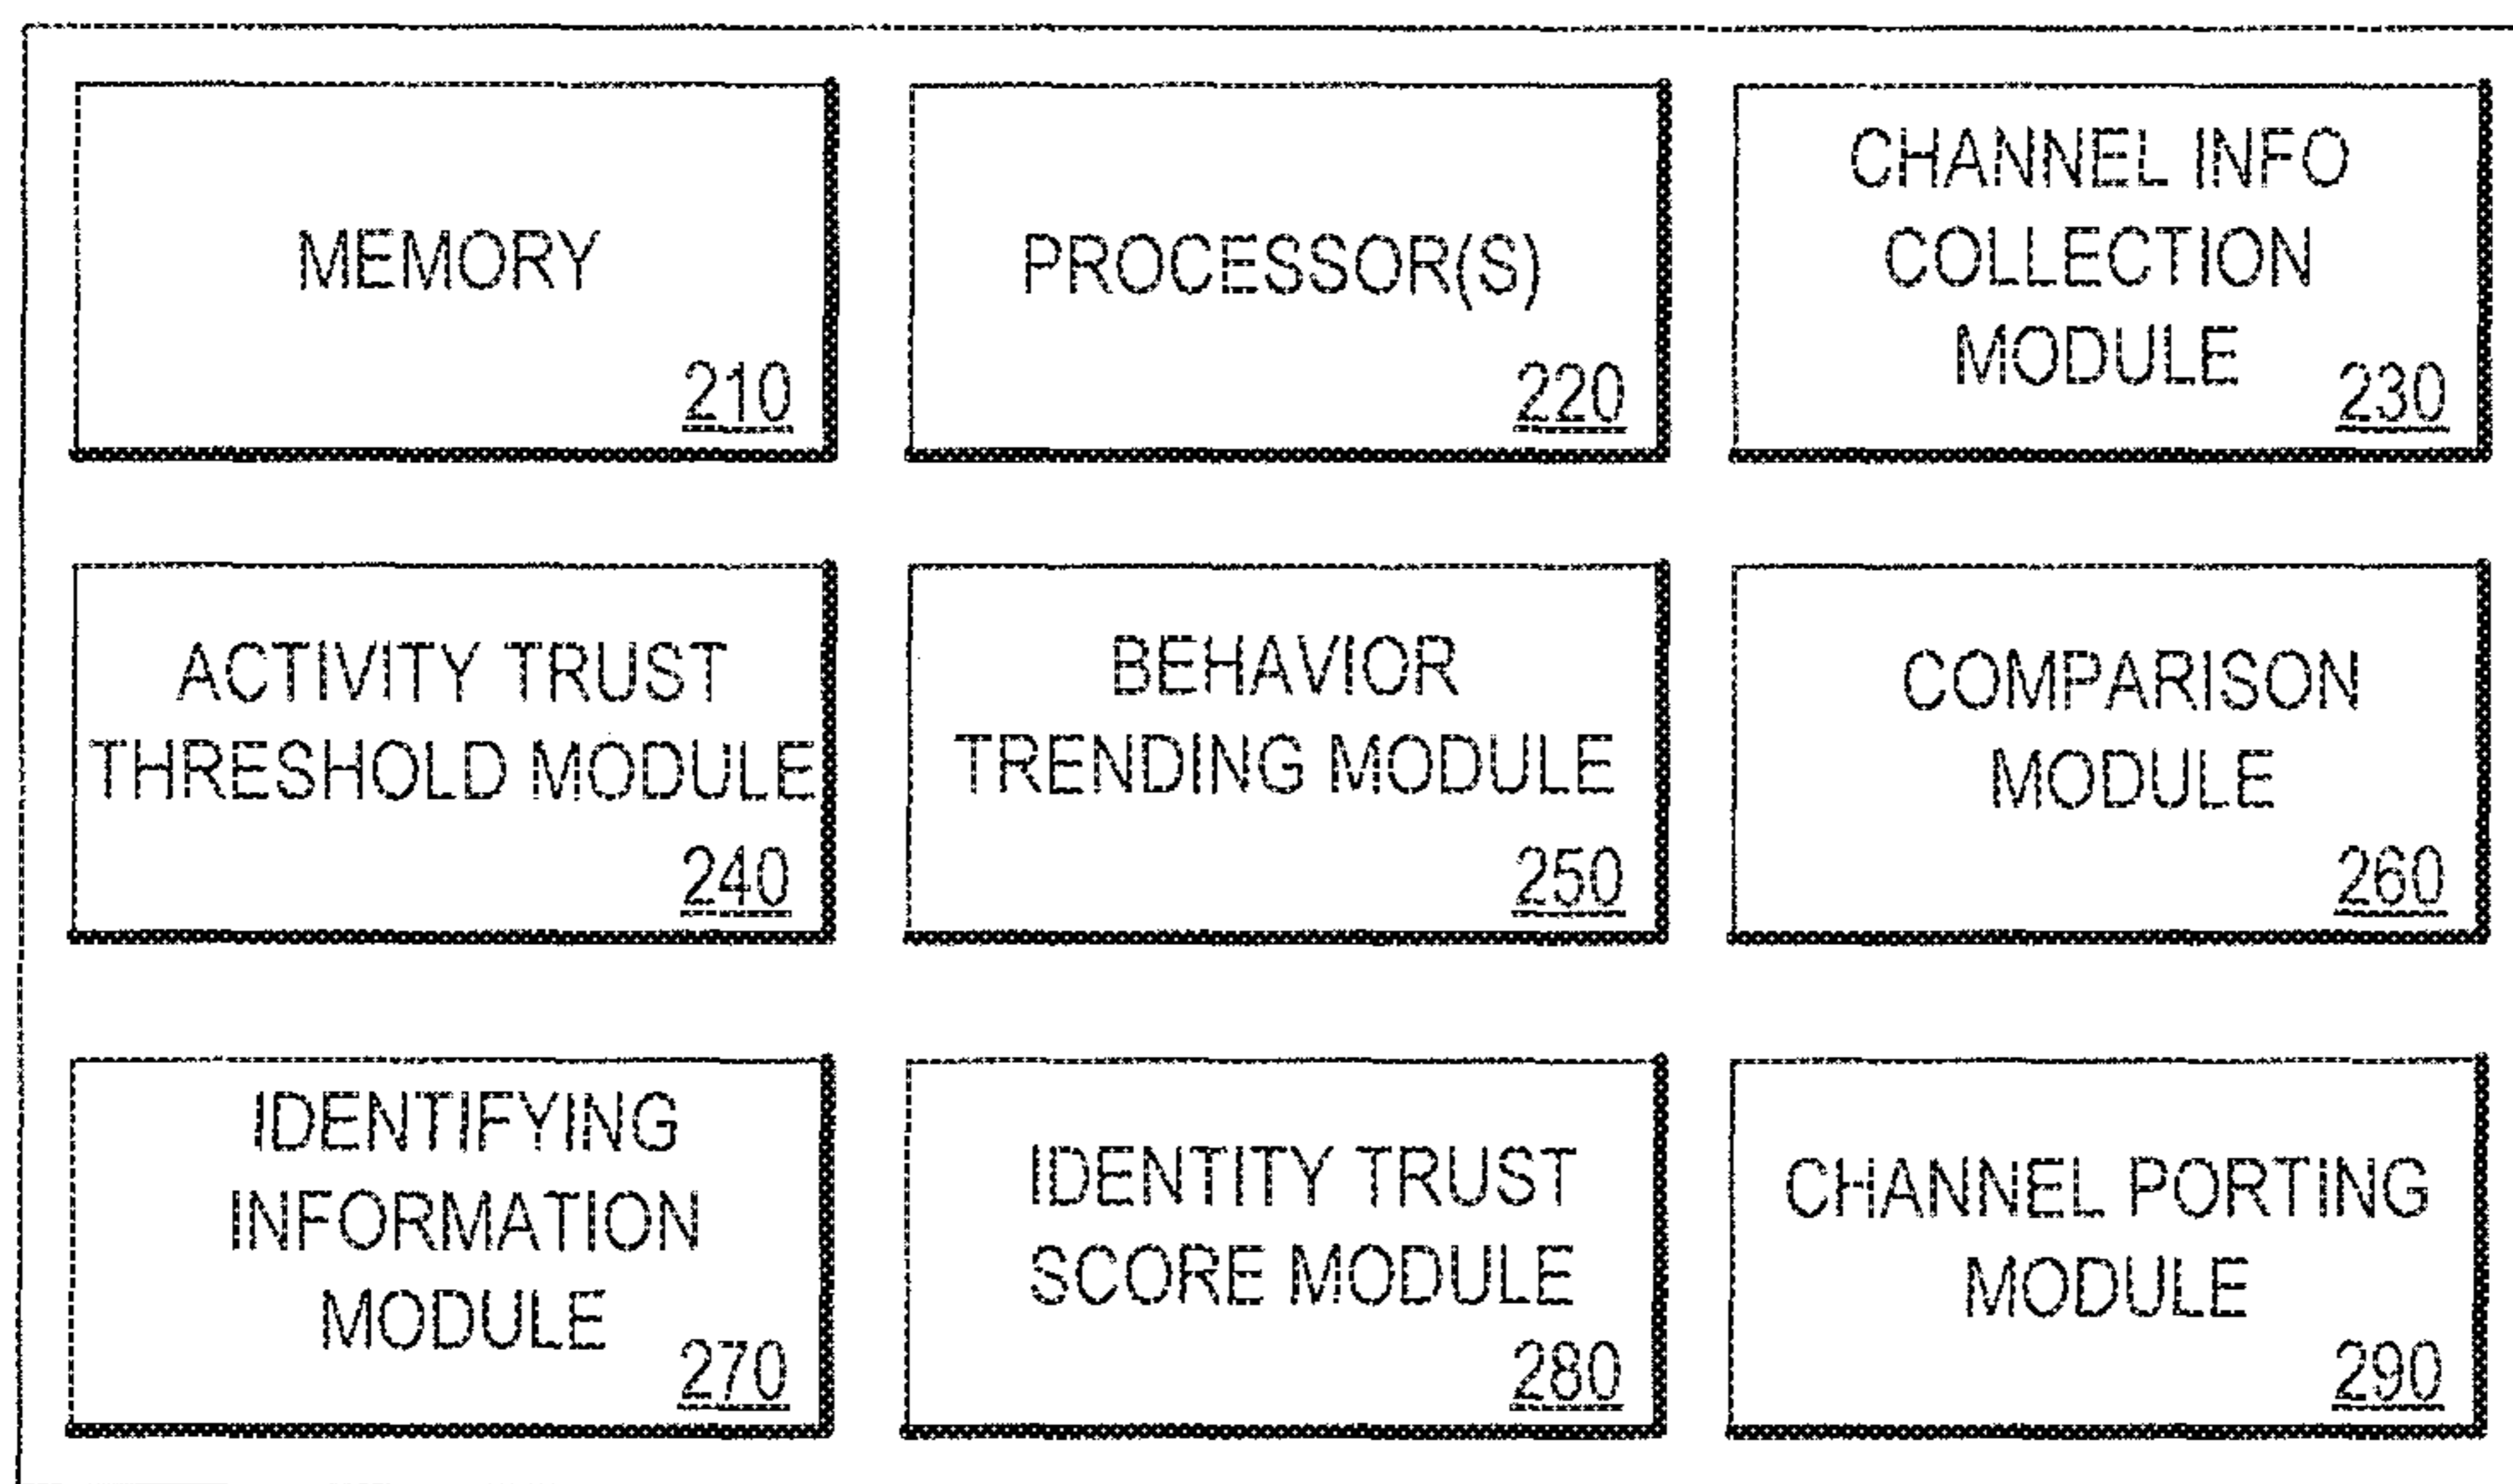 MEMORY
210
PROCESSOR(S)
220
CHANNEL INFO
COLLECTION
MODULE
230
ACTIVITY TRUST
THRESHOLD MODULE
240
BEHAVIOR
TRENDING MODULE
250
COMPARISON
MODULE
260
IDENTIFYING
INFORMATION
MODULE
270
IDENTITY TRUST
SCORE MODULE
280
CHANNEL PORTING
MODULE
290